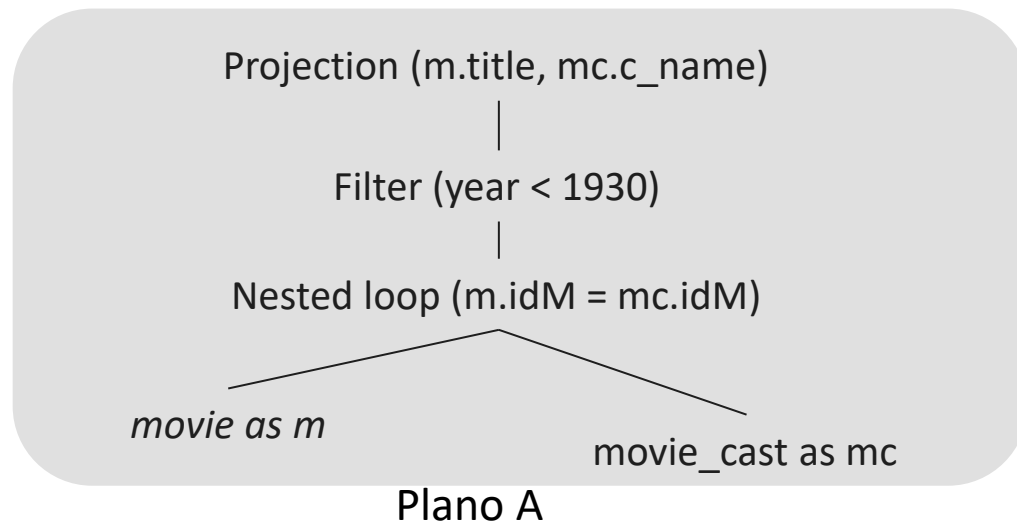 Projection (m.title, mc.c_name)
Filter (year < 1930)
Nested loop (m.idM = mc.idM)
movie as m
movie_cast as mc
Plano A